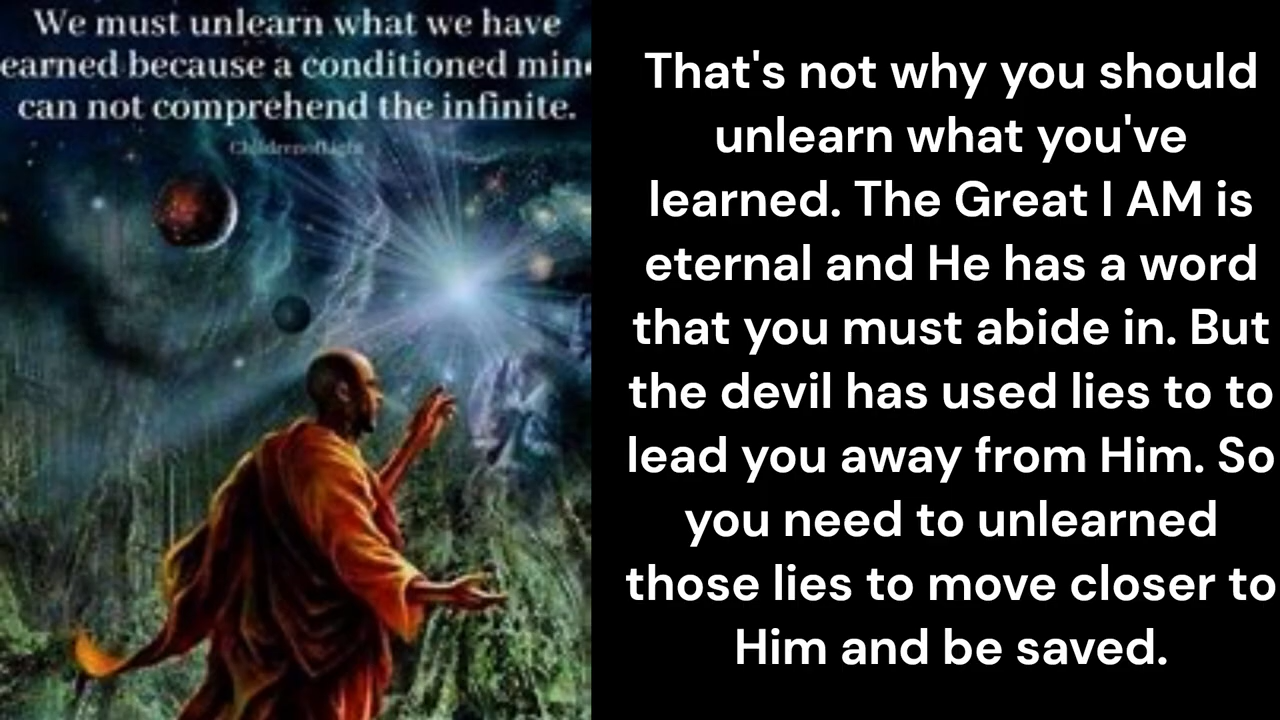 We must unlearn what we have
earned because a conditioned min
can not comprehend the infinite.
ChildrenofLight
That's not why you should
unlearn what you've
learned. The Great I AM is
eternal and He has a word
that you must abide in. But
the devil has used lies to to
lead you away from Him. So
you need to unlearned
those lies to move closer to
Him and be saved.